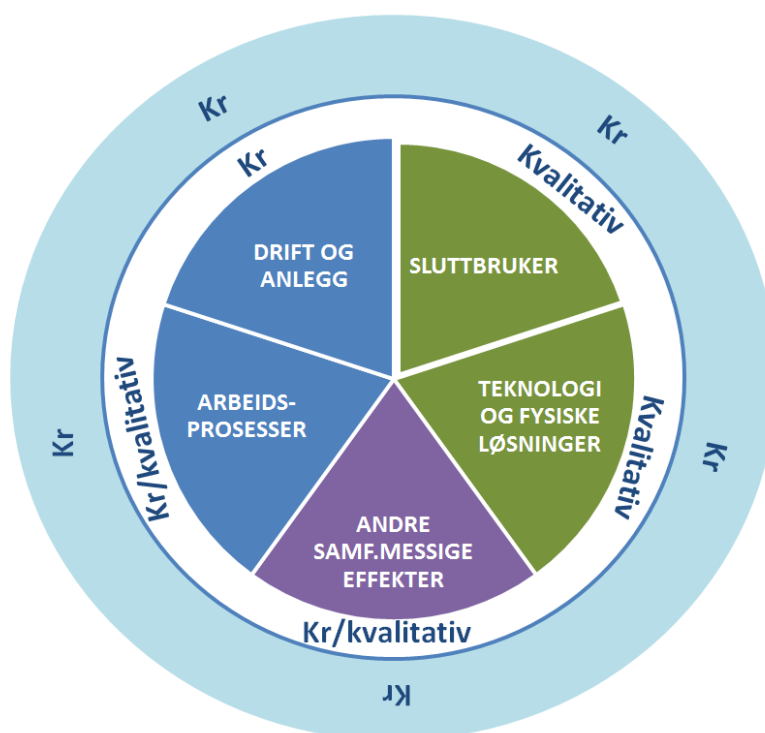 Kr
Kr
Kr
Kvalitativ
DRIFT OG
ANLEGG
SLUTTBRUKER
ARBEIDS-
PROSESSER
TEKNOLOGI
OG FYSISKE
LØSNINGER
Kr
Kr/kvalitativ
Kvalitativ
Kr
ANDRE
SAMF.MESSIGE
EFFEKTER
Kr/kvalitativ
Kr